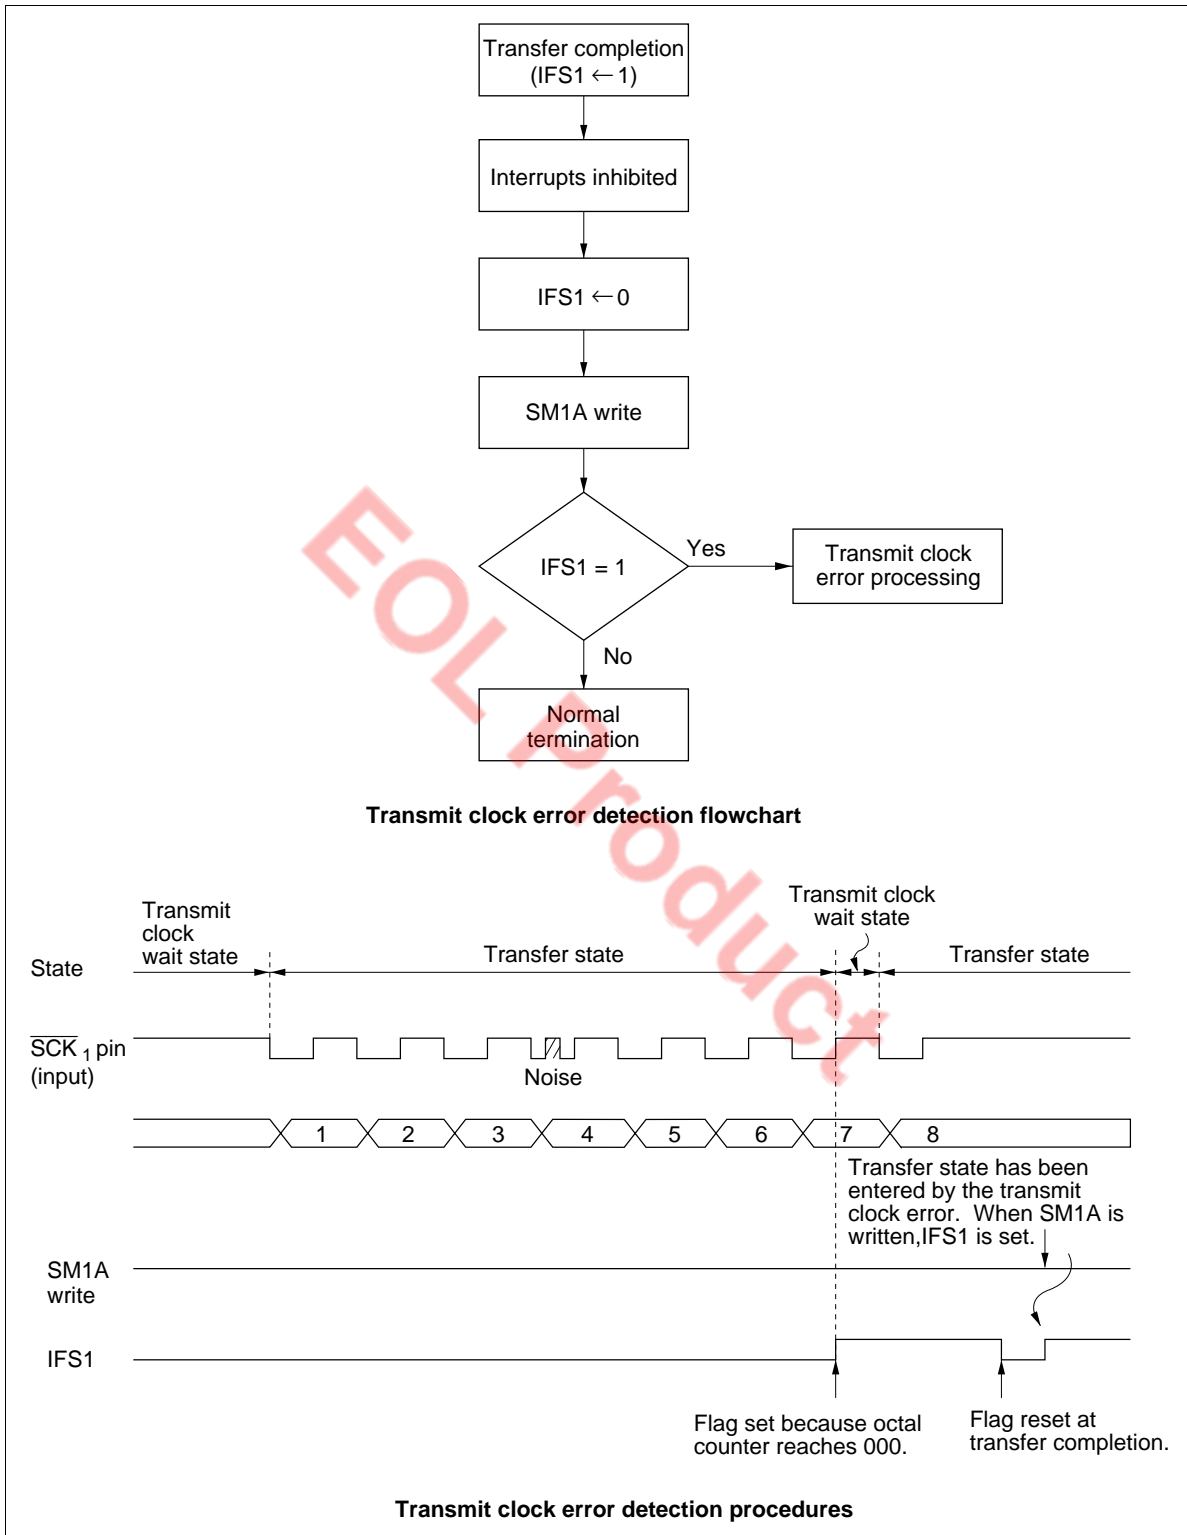 Transfer completion
(IFS1 ← 1)
Interrupts inhibited
IFS1 ← 0
SM1A write
IFS1 = 1
Yes
Transmit clock
error processing
No
Normal
termination
Transmit clock error detection flowchart
Transmit clock
wait state
Transmit
clock
wait state
Transfer state
Transfer state
State
SCK 1 pin
(input)
Noise
1 2 3 4 5 6 7 8
Transfer state has been
entered by the transmit
clock error. When SM1A is
written,IFS1 is set.
SM1A
write
IFS1
Flag set because octal
counter reaches 000.
Flag reset at
transfer completion.
Transmit clock error detection procedures
EOL Product